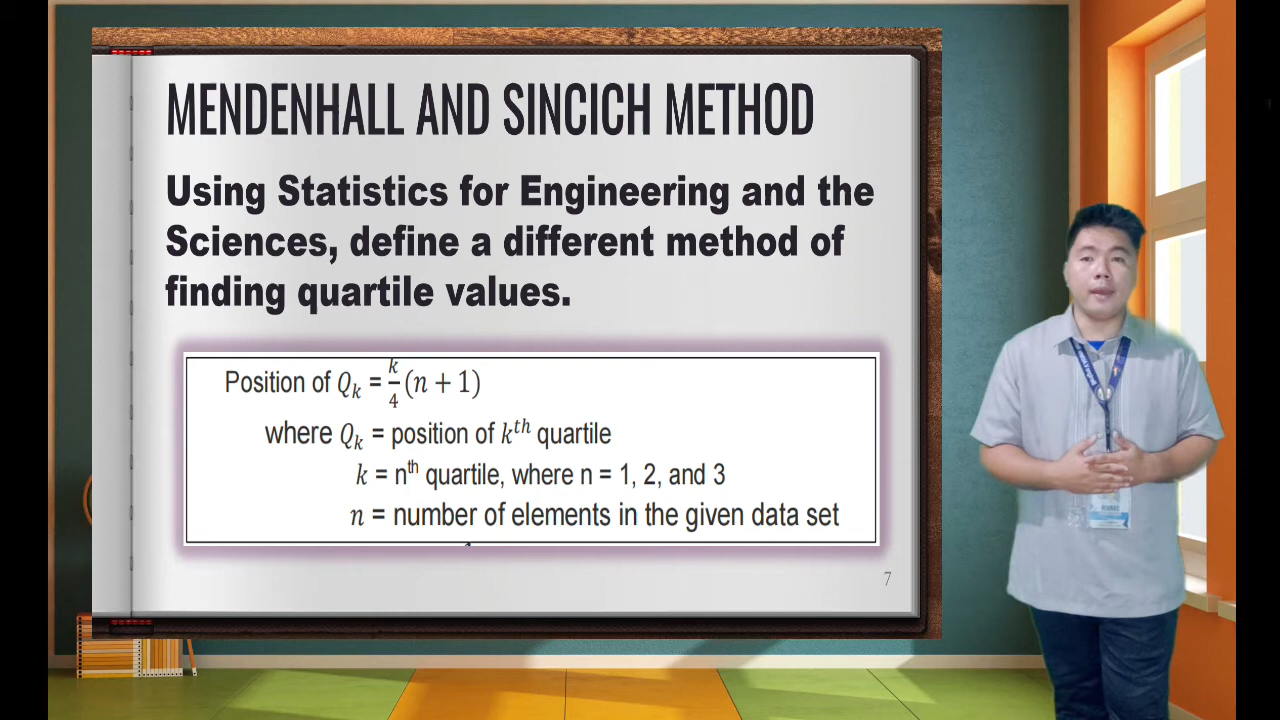 MENDENHALL AND SINCICH METHOD
Using Statistics for Engineering and the
Sciences, define a different method of
finding quartile values.
Position of Qₖ = k/4 (n + 1)
where Qₖ = position of kᵗʰ quartile
k = nᵗʰ quartile, where n = 1, 2, and 3
n = number of elements in the given data set
7